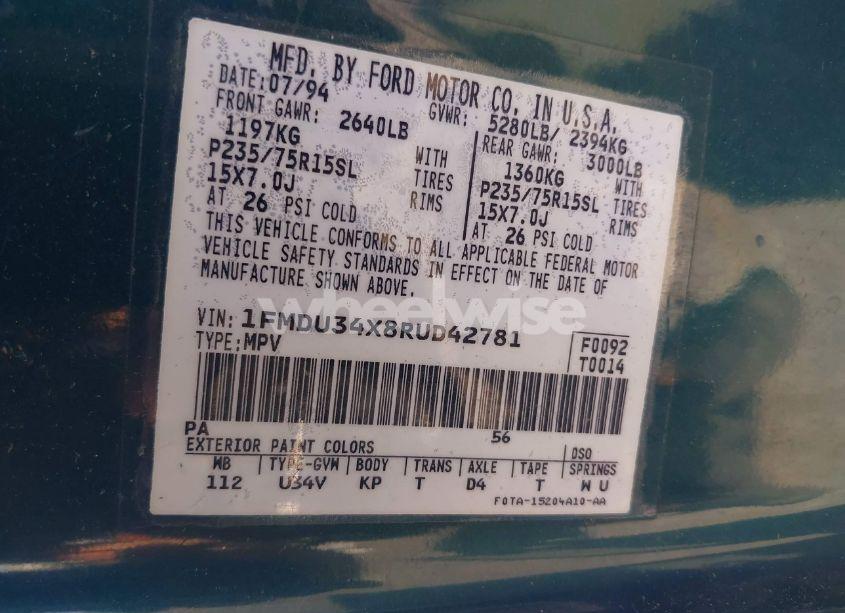 MFD. BY FORD MOTOR CO. IN U.S.A.
DATE: 07/94 GVWR: 5280LB/ 2394KG
FRONT GAWR: 2640LB REAR GAWR: 3000LB
1197KG WITH 1360KG WITH
P235/75R15SL TIRES P235/75R15SL TIRES
15X7.0J RIMS 15X7.0J RIMS
AT 26 PSI COLD AT 26 PSI COLD
THIS VEHICLE CONFORMS TO ALL APPLICABLE FEDERAL MOTOR
VEHICLE SAFETY STANDARDS IN EFFECT ON THE DATE OF
MANUFACTURE SHOWN ABOVE.
wheelwise
VIN: 1FMDU34X8RUD42781
TYPE: MPV
F0092
T0014
PA 56
EXTERIOR PAINT COLORS DSO
WB TYPE-GVW BODY TRANS AXLE TAPE SPRINGS
112 U34V KP T D4 T W U
F0TA-15204A10-AA